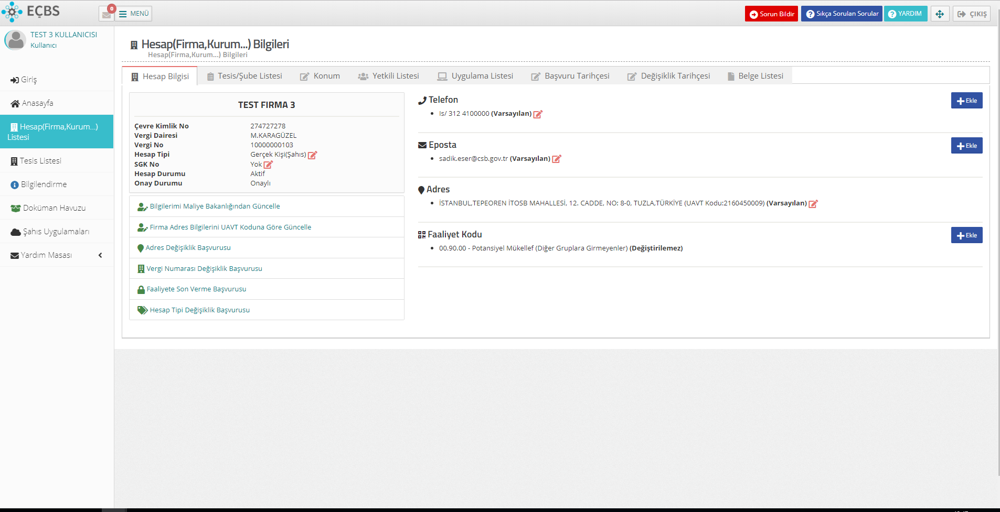 EÇBS
0
MENÜ
Sorun Bildir
Sıkça Sorulan Sorular
YARDIM
ÇIKIŞ
TEST 3 KULLANICISI
Kullanıcı
Giriş
Anasayfa
Hesap(Firma,Kurum...)
Listesi
Tesis Listesi
Bilgilendirme
Doküman Havuzu
Şahıs Uygulamaları
Yardım Masası
Hesap(Firma,Kurum...) Bilgileri
Hesap(Firma,Kurum...) Bilgileri
Hesap Bilgisi
Tesis/Şube Listesi
Konum
Yetkili Listesi
Uygulama Listesi
Başvuru Tarihçesi
Değişiklik Tarihçesi
Belge Listesi
TEST FIRMA 3
Çevre Kimlik No 274727278
Vergi Dairesi M.KARAGÜZEL
Vergi No 10000000103
Hesap Tipi Gerçek Kişi(Şahıs)
SGK No Yok
Hesap Durumu Aktif
Onay Durumu Onaylı
Bilgilerimi Maliye Bakanlığından Güncelle
Firma Adres Bilgilerini UAVT Koduna Göre Güncelle
Adres Değişiklik Başvurusu
Vergi Numarası Değişiklik Başvurusu
Faaliyete Son Verme Başvurusu
Hesap Tipi Değişiklik Başvurusu
Telefon
Ekle
Is/ 312 4100000 (Varsayılan)
Eposta
Ekle
sadik.eser@csb.gov.tr (Varsayılan)
Adres
İSTANBUL,TEPEOREN İTOSB MAHALLESİ, 12. CADDE, NO: 8-0, TUZLA,TÜRKİYE (UAVT Kodu:2160450009) (Varsayılan)
Faaliyet Kodu
Ekle
00.90.00 - Potansiyel Mükellef (Diğer Gruplara Girmeyenler) (Değiştirilemez)